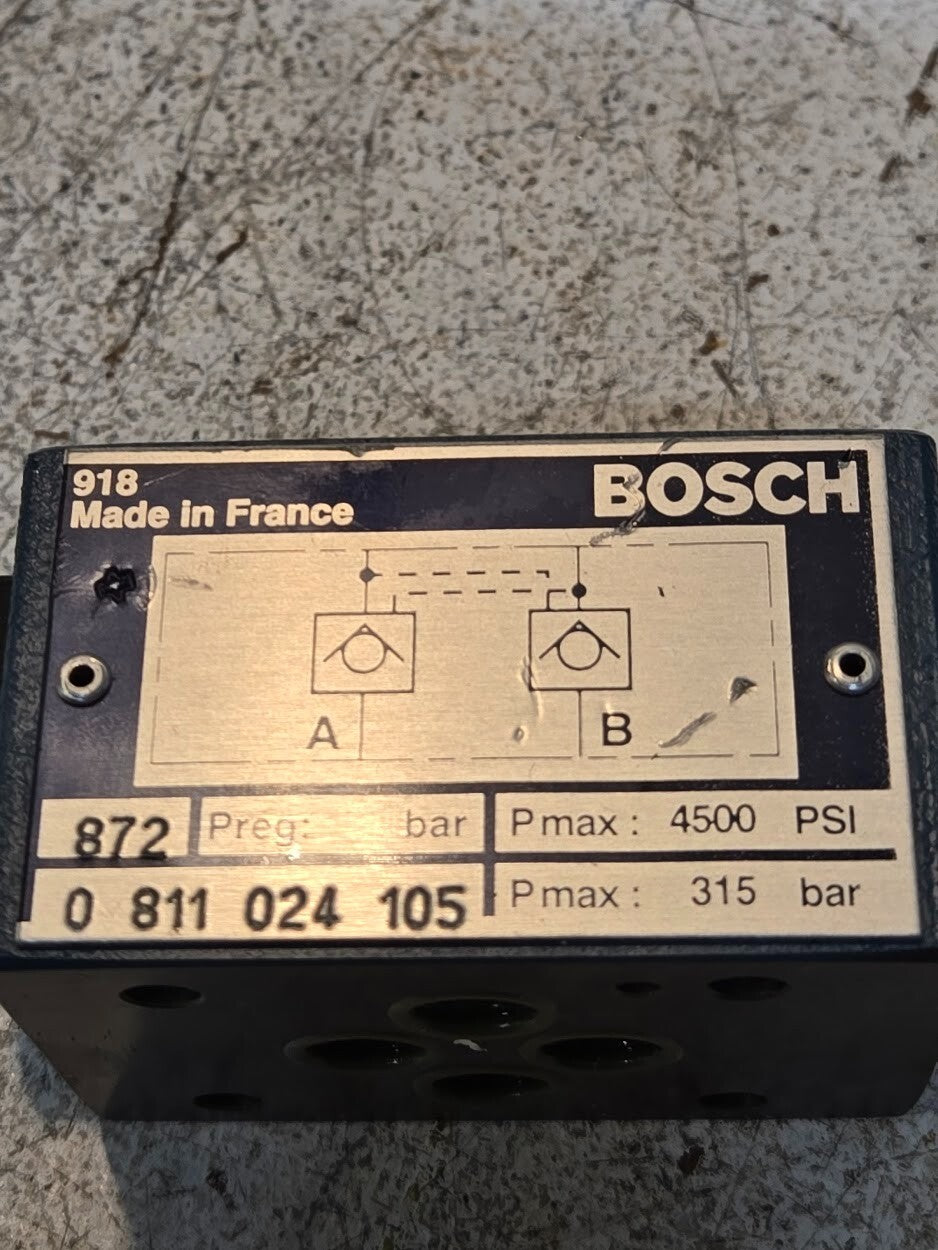 918
Made in France
BOSCH
A B
872 Preg: bar Pmax: 4500 PSI
0 811 024 105 Pmax: 315 bar